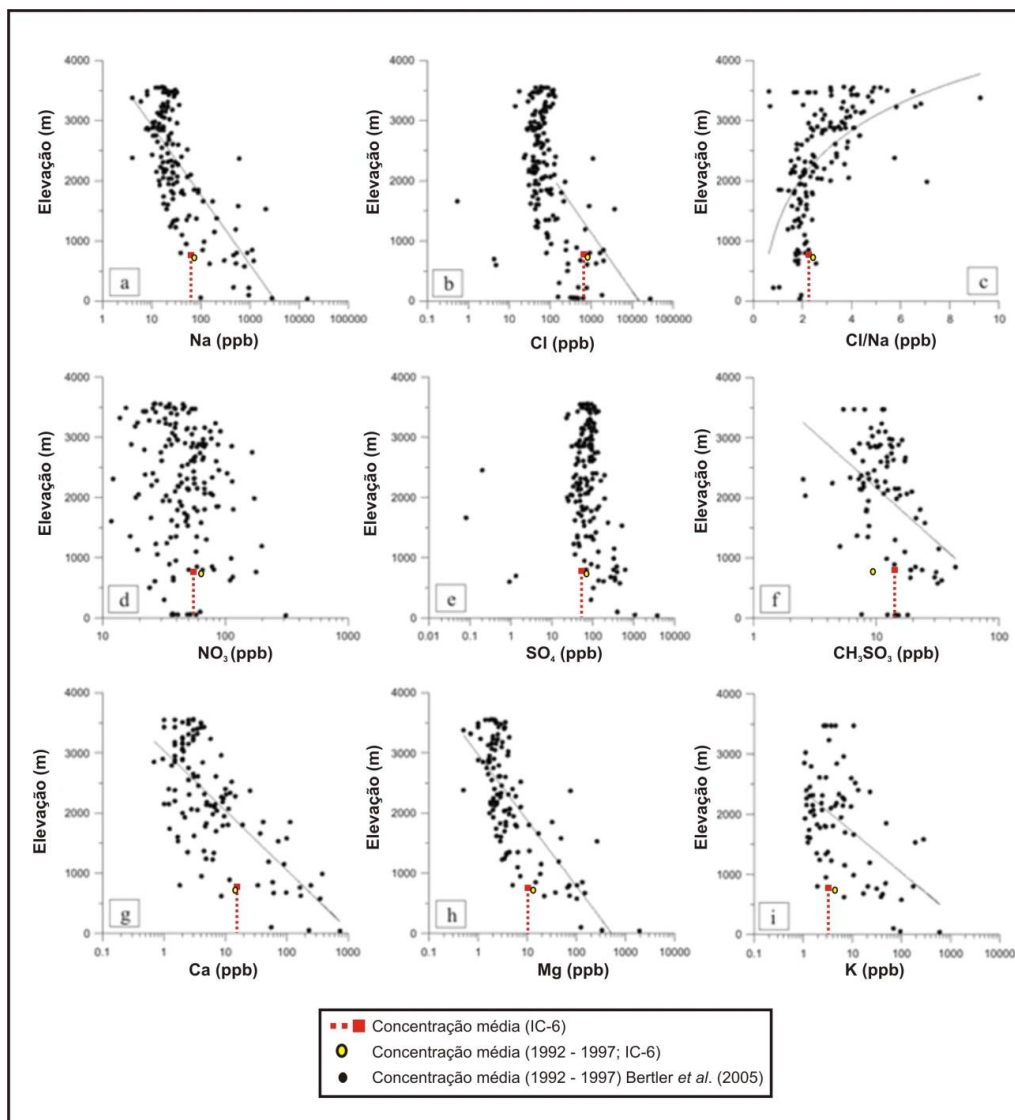 4000
3000
2000
1000
0
Elevação (m)
a
1 10 100 1000 10000 100000
Na (ppb)
4000
3000
2000
1000
0
Elevação (m)
b
0.1 1 10 100 1000 10000 100000
Cl (ppb)
4000
3000
2000
1000
0
Elevação (m)
c
0 2 4 6 8 10
Cl/Na (ppb)
4000
3000
2000
1000
0
Elevação (m)
d
10 100 1000
NO₃ (ppb)
4000
3000
2000
1000
0
Elevação (m)
e
0.01 0.1 1 10 100 1000 10000
SO₄ (ppb)
4000
3000
2000
1000
0
Elevação (m)
f
1 10 100
CH₃SO₃ (ppb)
4000
3000
2000
1000
0
Elevação (m)
g
0.1 1 10 100 1000
Ca (ppb)
4000
3000
2000
1000
0
Elevação (m)
h
0.1 1 10 100 1000 10000
Mg (ppb)
4000
3000
2000
1000
0
Elevação (m)
i
0.1 1 10 100 1000 10000
K (ppb)
Concentração média (IC-6)
Concentração média (1992 - 1997; IC-6)
Concentração média (1992 - 1997) Bertler et al. (2005)